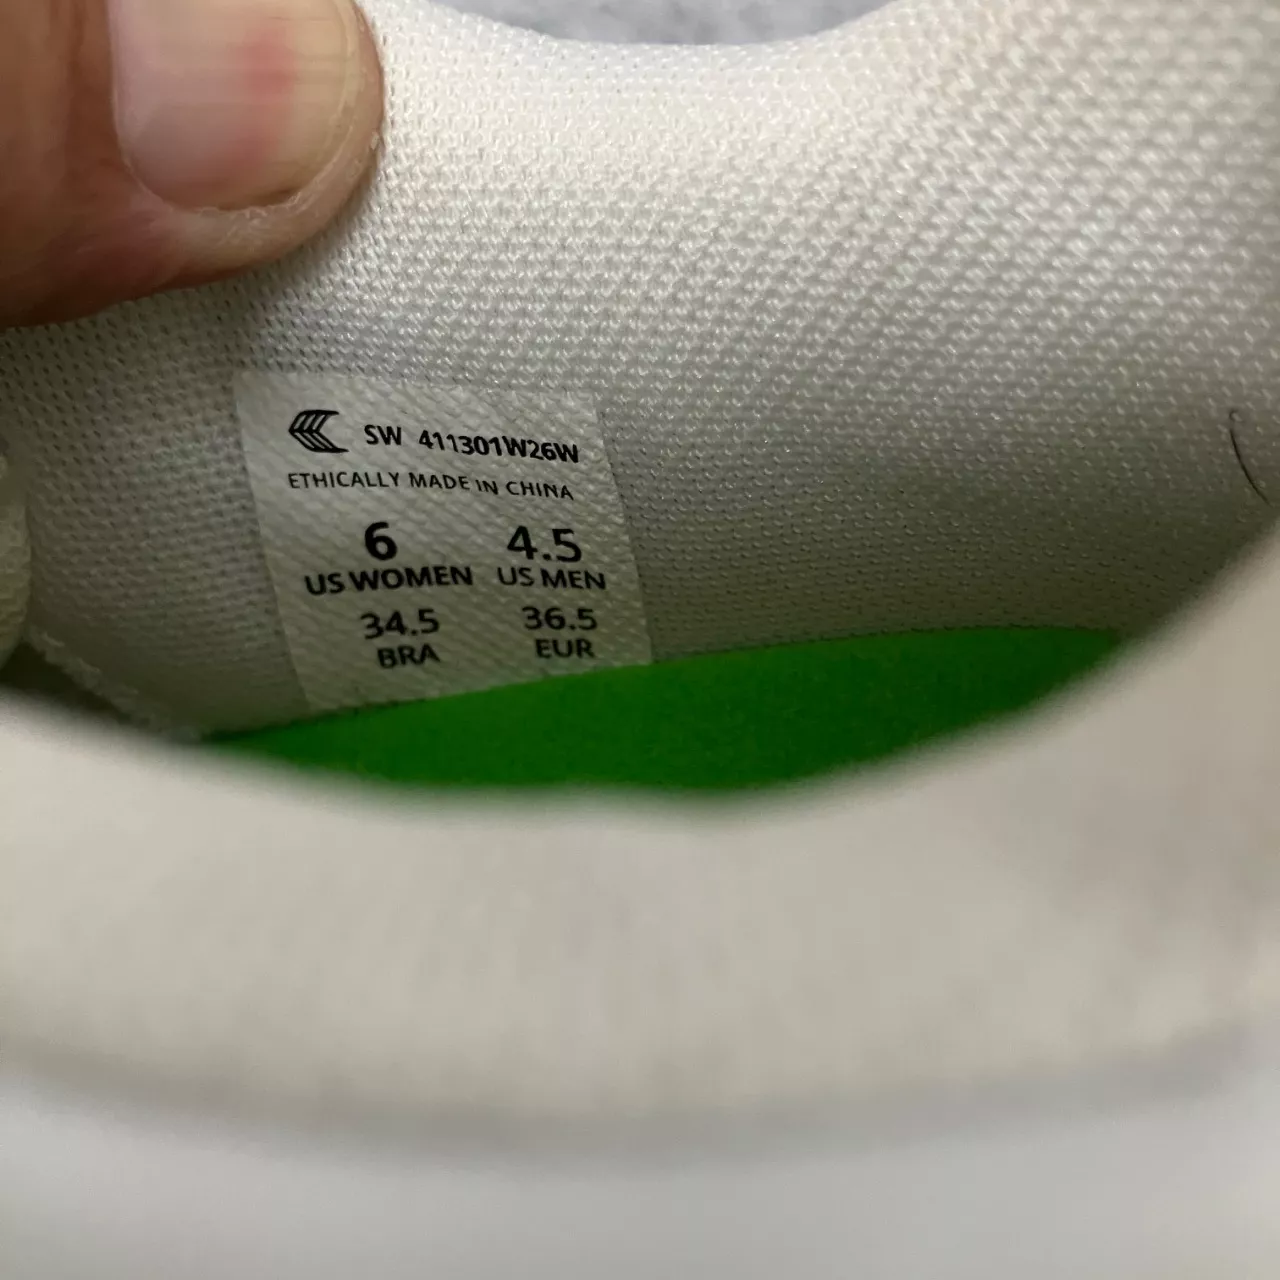 SW 411301W26W
ETHICALLY MADE IN CHINA
6 4.5
US WOMEN US MEN
34.5 36.5
BRA EUR